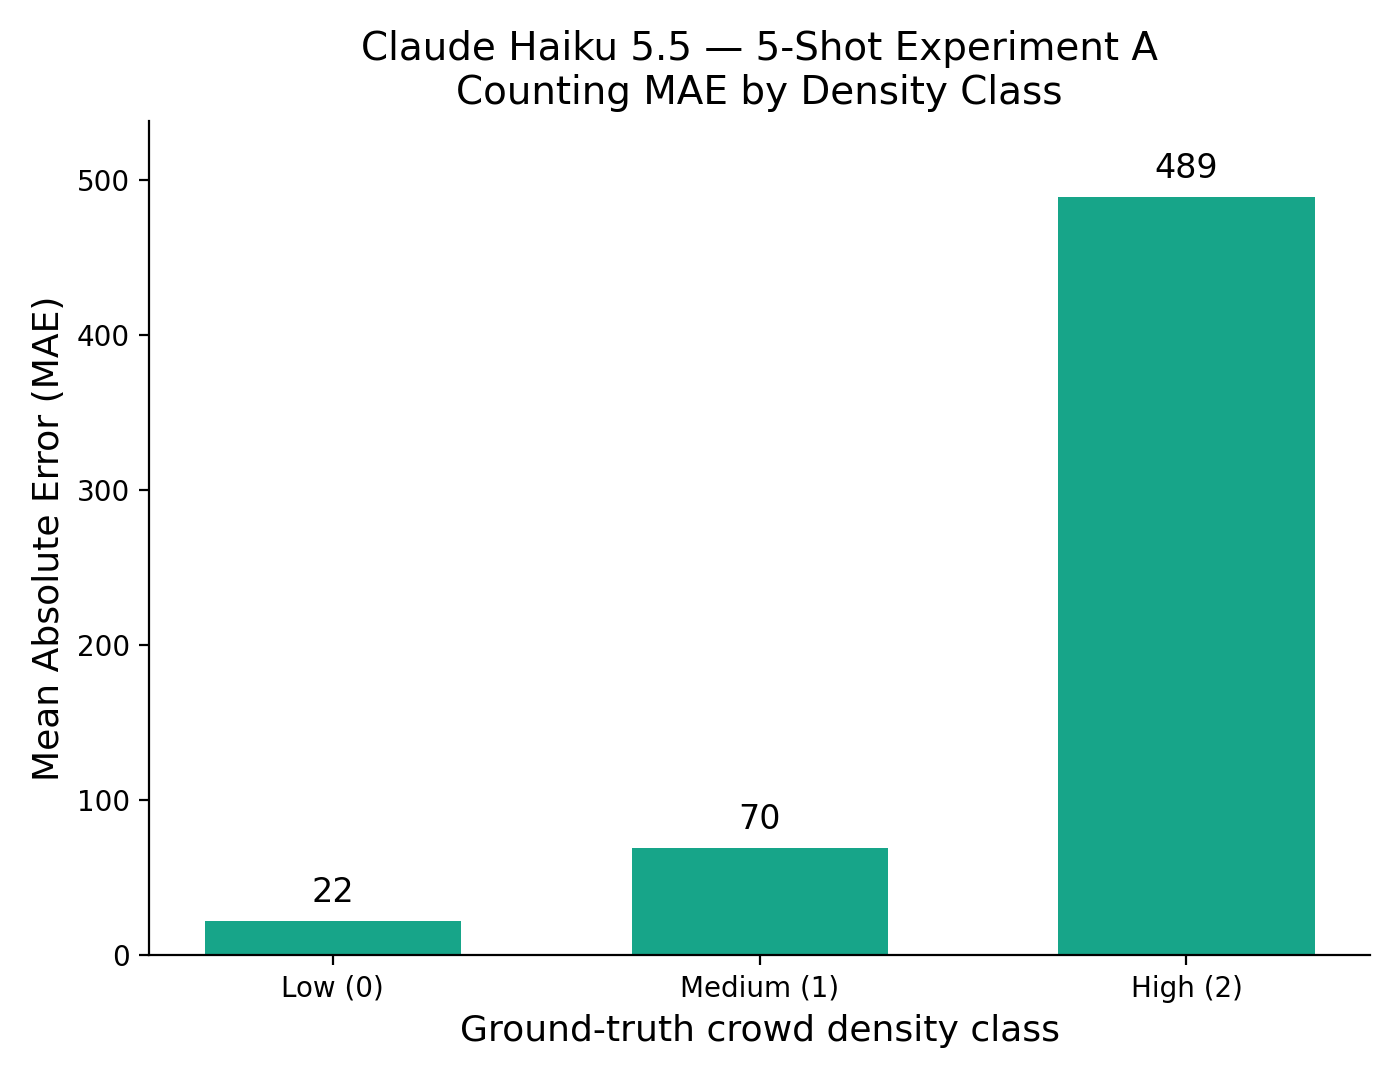 Claude Haiku 5.5 — 5-Shot Experiment A
Counting MAE by Density Class
Mean Absolute Error (MAE)
500
400
300
200
100
0
489
70
22
Low (0)
Medium (1)
High (2)
Ground-truth crowd density class